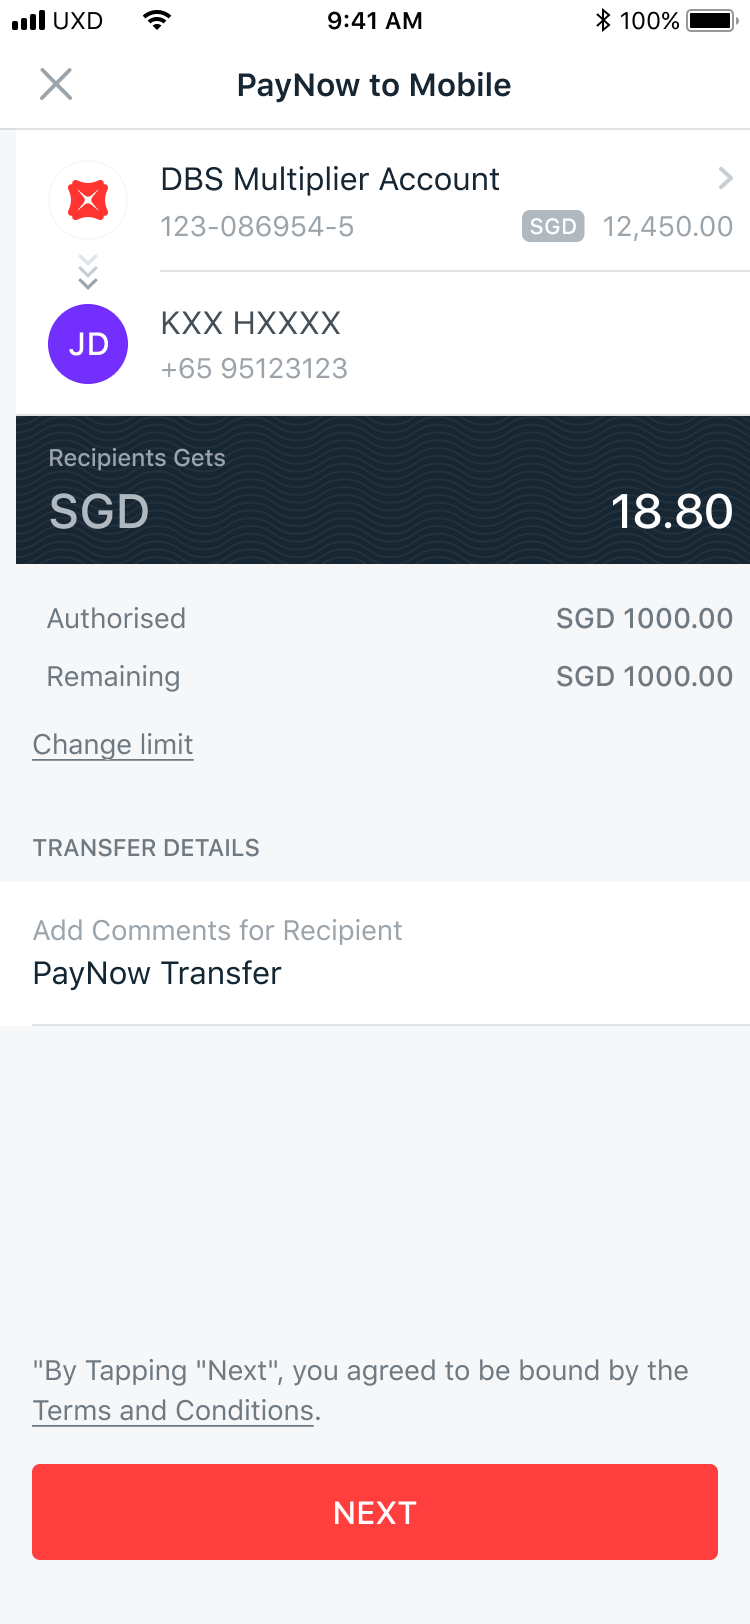 UXD 9:41 AM 100%
PayNow to Mobile
DBS Multiplier Account
123-086954-5 SGD 12,450.00
JD
KXX HXXXX
+65 95123123
Recipients Gets
SGD 18.80
Authorised SGD 1000.00
Remaining SGD 1000.00
Change limit
TRANSFER DETAILS
Add Comments for Recipient
PayNow Transfer
"By Tapping "Next", you agreed to be bound by the
Terms and Conditions.
NEXT